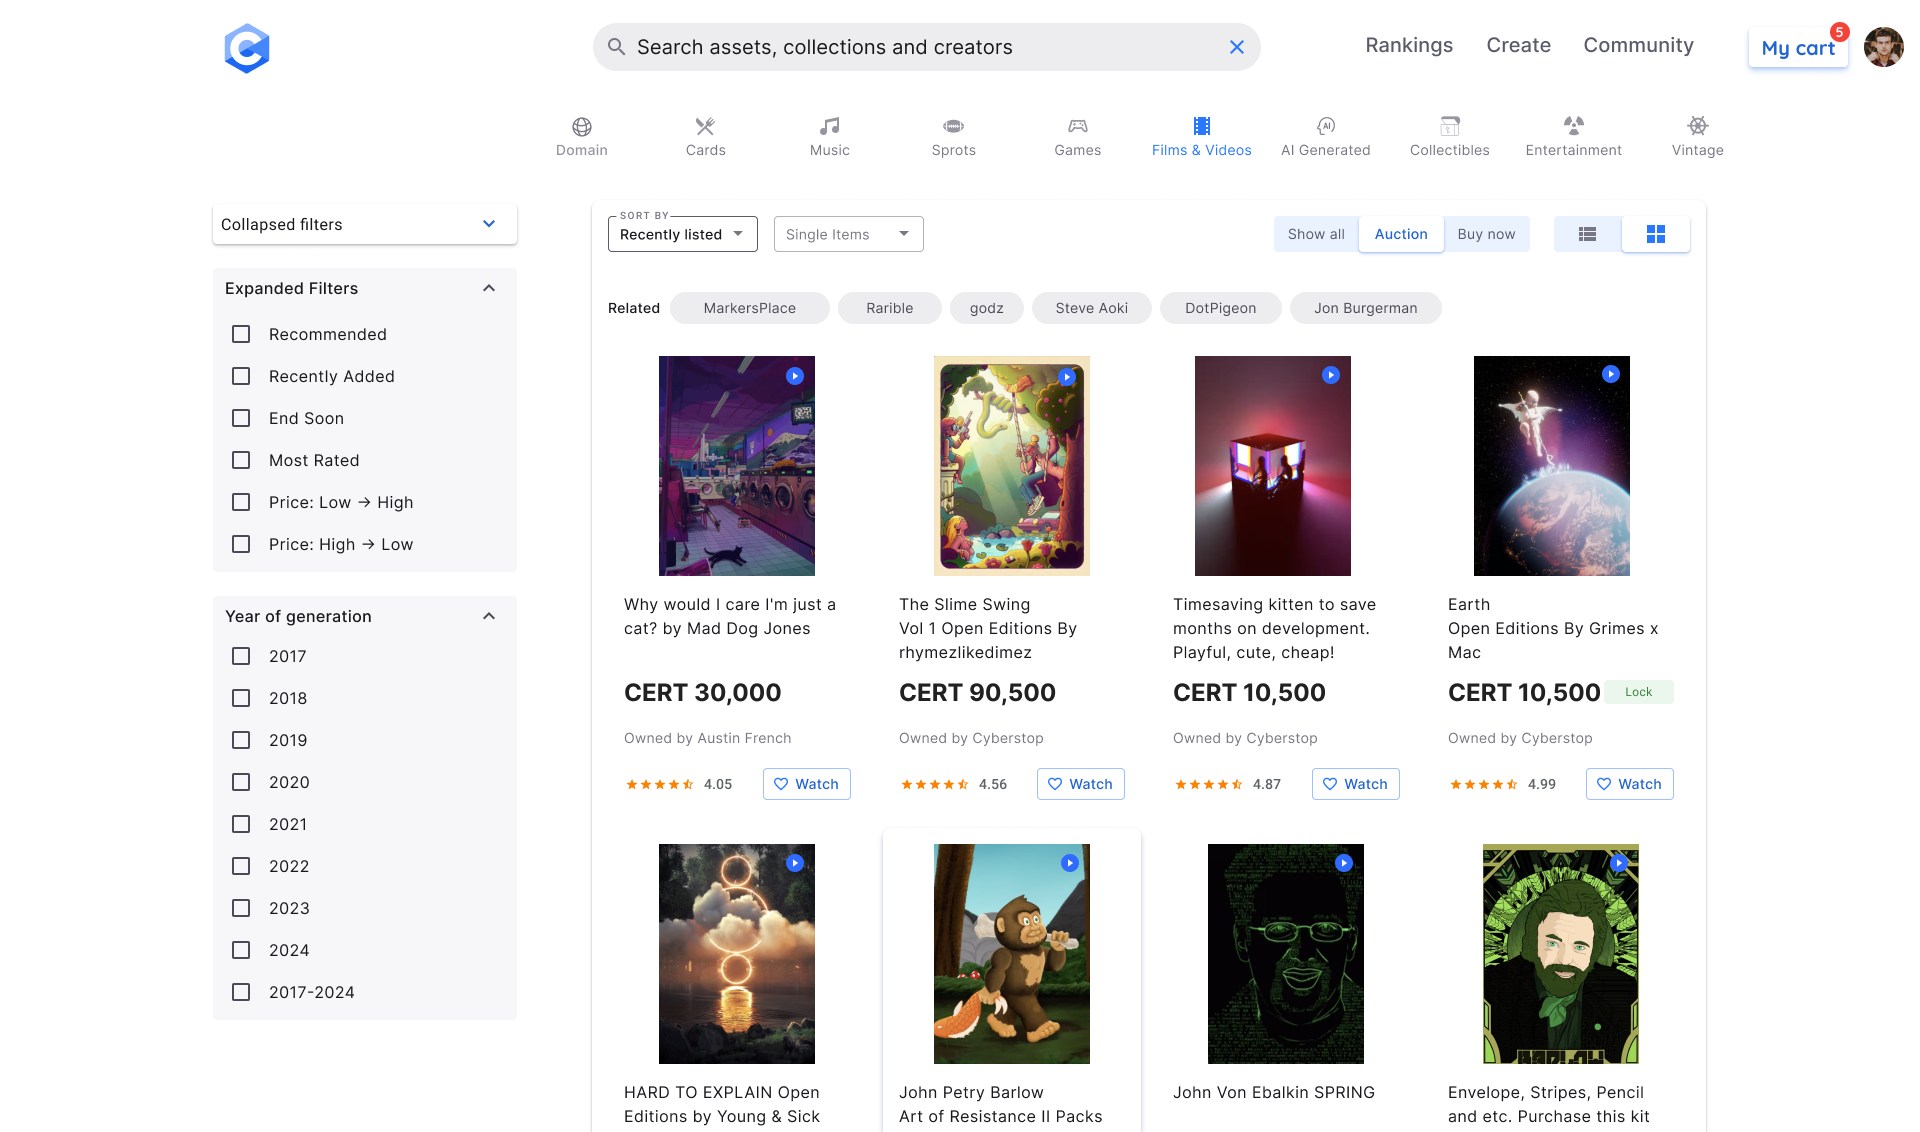 Search assets, collections and creators
Rankings
Create
Community
My cart
5
Domain
Cards
Music
Sprots
Games
Films & Videos
AI
AI Generated
Collectibles
Entertainment
Vintage
Collapsed filters
Expanded Filters
Recommended
Recently Added
End Soon
Most Rated
Price: Low → High
Price: High → Low
Year of generation
2017
2018
2019
2020
2021
2022
2023
2024
2017-2024
SORT BY
Recently listed
Single Items
Show all
Auction
Buy now
Related
MarkersPlace
Rarible
godz
Steve Aoki
DotPigeon
Jon Burgerman
Why would I care I'm just a
cat? by Mad Dog Jones
CERT 30,000
Owned by Austin French
4.05
Watch
The Slime Swing
Vol 1 Open Editions By
rhymezlikedimez
CERT 90,500
Owned by Cyberstop
4.56
Watch
Timesaving kitten to save
months on development.
Playful, cute, cheap!
CERT 10,500
Owned by Cyberstop
4.87
Watch
Earth
Open Editions By Grimes x
Mac
CERT 10,500
Lock
Owned by Cyberstop
4.99
Watch
HARD TO EXPLAIN Open
Editions by Young & Sick
John Petry Barlow
Art of Resistance II Packs
John Von Ebalkin SPRING
BARLOW
Envelope, Stripes, Pencil
and etc. Purchase this kit